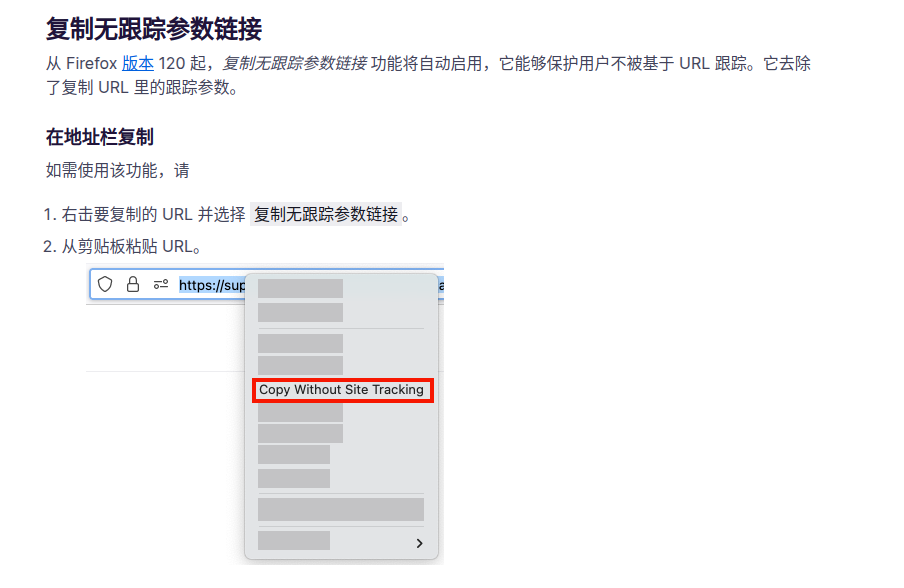 复制无跟踪参数链接
从 Firefox 版本 120 起，复制无跟踪参数链接 功能将自动启用，它能够保护用户不被基于 URL 跟踪。它去除
了复制 URL 里的跟踪参数。
在地址栏复制
如需使用该功能，请
1. 右击要复制的 URL 并选择 复制无跟踪参数链接 。
2. 从剪贴板粘贴 URL。
https://sup
Copy Without Site Tracking